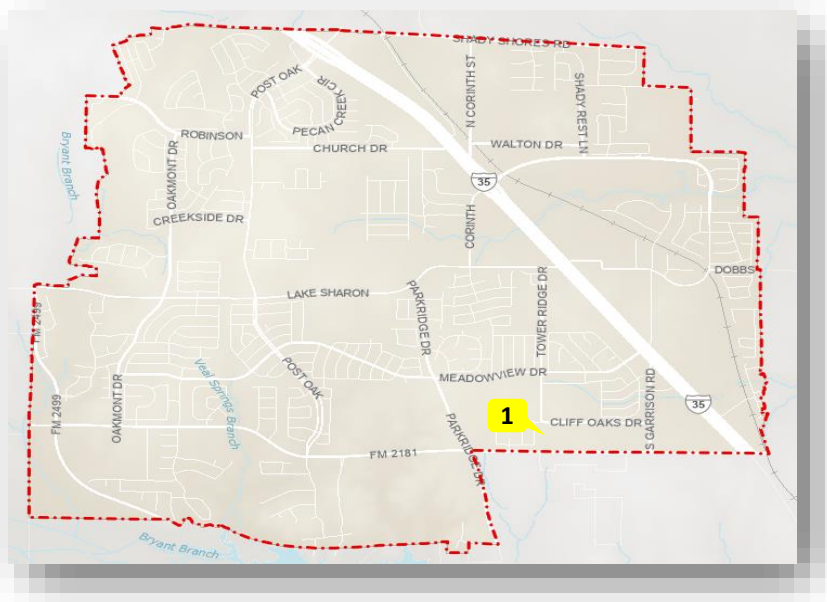 SHADY SHORES RD
POST OAK
PECAN CREEK CIR
N CORINTH ST
SHADY REST LN
ROBINSON
CHURCH DR
WALTON DR
Bryant Branch
OAKMONT DR
35
CREEKSIDE DR
CORINTH
DOBBS
LAKE SHARON
PARKRIDGE DR
TOWER RIDGE DR
FM 2499
Veal Springs Branch
POST OAK
MEADOWVIEW DR
S GARRISON RD
35
FM 2499
OAKMONT DR
1
CLIFF OAKS DR
PARKRIDGE DR
FM 2181
Bryant Branch